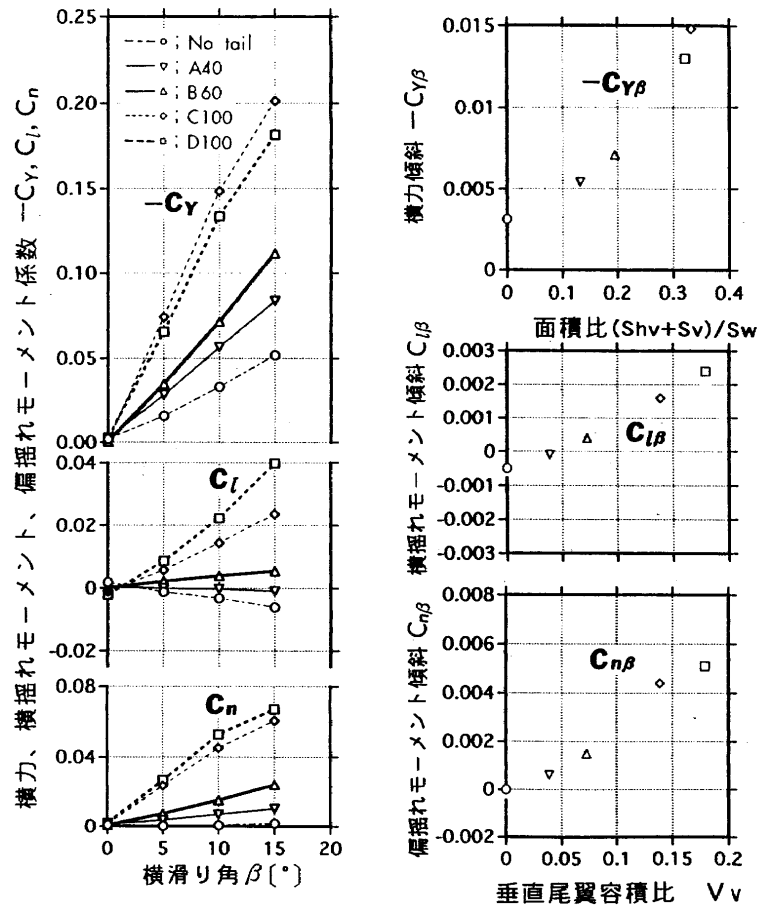 横力、横揺れモーメント、偏揺れモーメント係数 −CY, Cl, Cn
0.25
0.20
0.15
0.10
0.05
0.00
○ ; No tail
▽ ; A40
△ ; B60
◇ ; C100
□ ; D100
−CY
0.04
0.02
0
-0.02
Cl
0.08
0.04
0
Cn
0 5 10 15 20
横滑り角β[°]
横力傾斜 −CYβ
0.015
0.010
0.005
0
−CYβ
0 0.1 0.2 0.3 0.4
面積比(Shv+Sv)/Sw
横揺れモーメント傾斜 Clβ
0.003
0.002
0.001
0
-0.001
-0.002
-0.003
Clβ
偏揺れモーメント傾斜 Cnβ
0.008
0.006
0.004
0.002
0
-0.002
Cnβ
0 0.05 0.1 0.15 0.2
垂直尾翼容積比 Vv